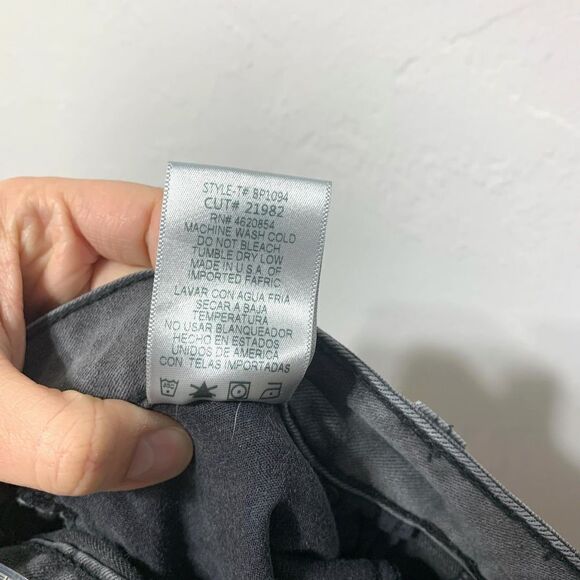 STYLE-T# BP1094
CUT# 21982
RN# 4620854
MACHINE WASH COLD
DO NOT BLEACH
TUMBLE DRY LOW
MADE IN U.S.A. OF
IMPORTED FABRIC
LAVAR CON AGUA FRIA
SECAR A BAJA
TEMPERATURA
NO USAR BLANQUEADOR
HECHO EN ESTADOS
UNIDOS DE AMERICA
CON TELAS IMPORTADAS